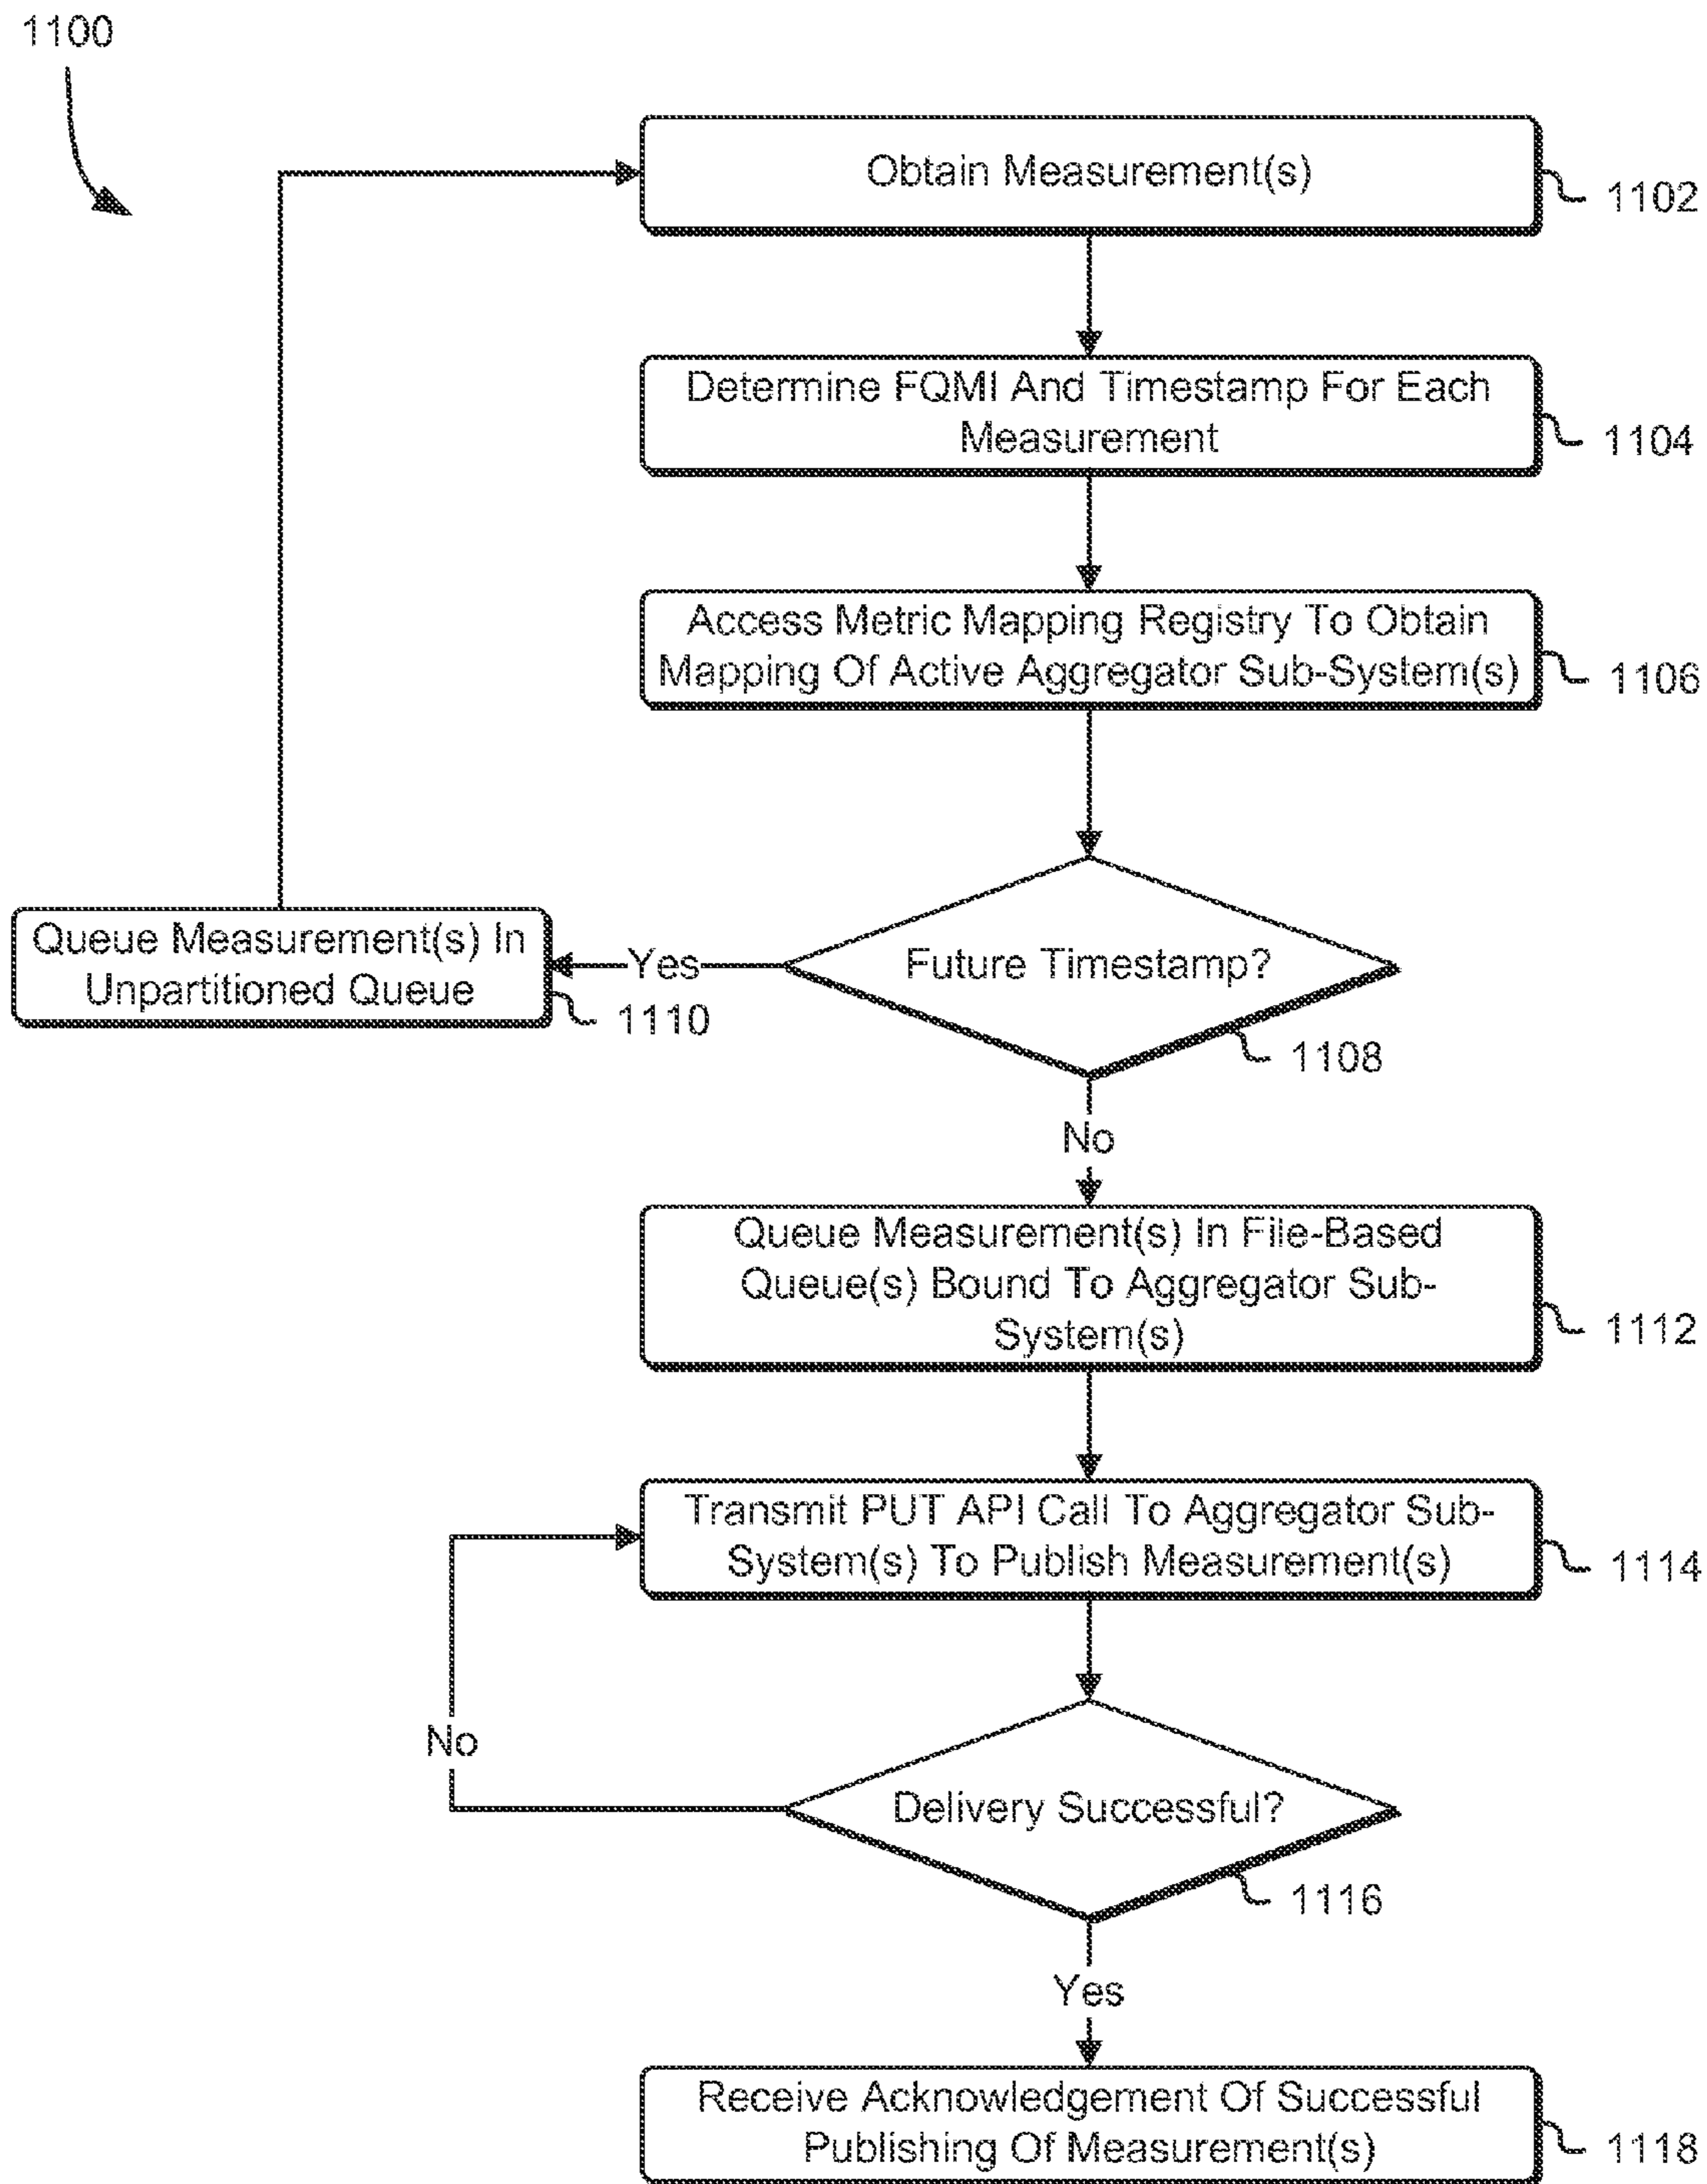 1100
Obtain Measurement(s)
1102
Determine FQMI And Timestamp For Each
Measurement
1104
Access Metric Mapping Registry To Obtain
Mapping Of Active Aggregator Sub-System(s)
1106
Future Timestamp?
1108
Yes
Queue Measurement(s) In
Unpartitioned Queue
1110
No
Queue Measurement(s) In File-Based
Queue(s) Bound To Aggregator Sub-
System(s)
1112
Transmit PUT API Call To Aggregator Sub-
System(s) To Publish Measurement(s)
1114
No
Delivery Successful?
1116
Yes
Receive Acknowledgement Of Successful
Publishing Of Measurement(s)
1118